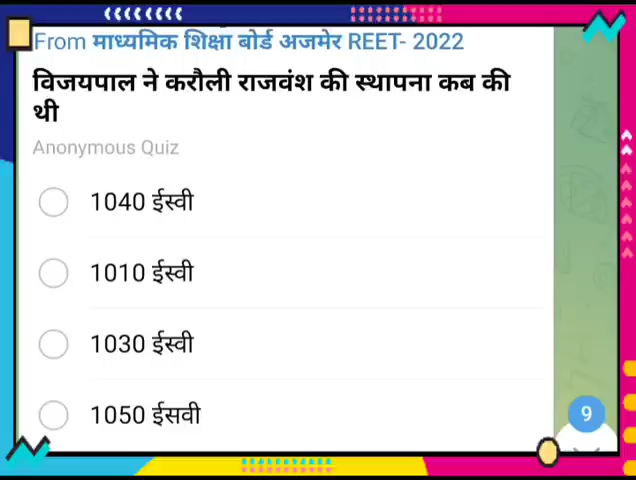 From माध्यमिक शिक्षा बोर्ड अजमेर REET- 2022
विजयपाल ने करौली राजवंश की स्थापना कब की
थी
Anonymous Quiz
1040 ईस्वी
1010 ईस्वी
1030 ईस्वी
1050 ईसवी
9